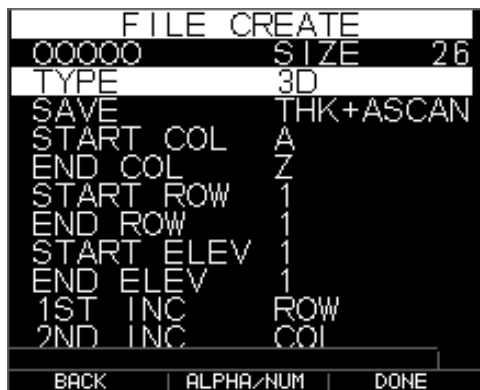 FILE CREATE
OOOOO SIZE 26
TYPE 3D
SAVE THK+ASCAN
START COL A
END COL Z
START ROW 1
END ROW 1
START ELEV 1
END ELEV 1
1ST INC ROW
2ND INC COL
BACK | ALPHA/NUM | DONE